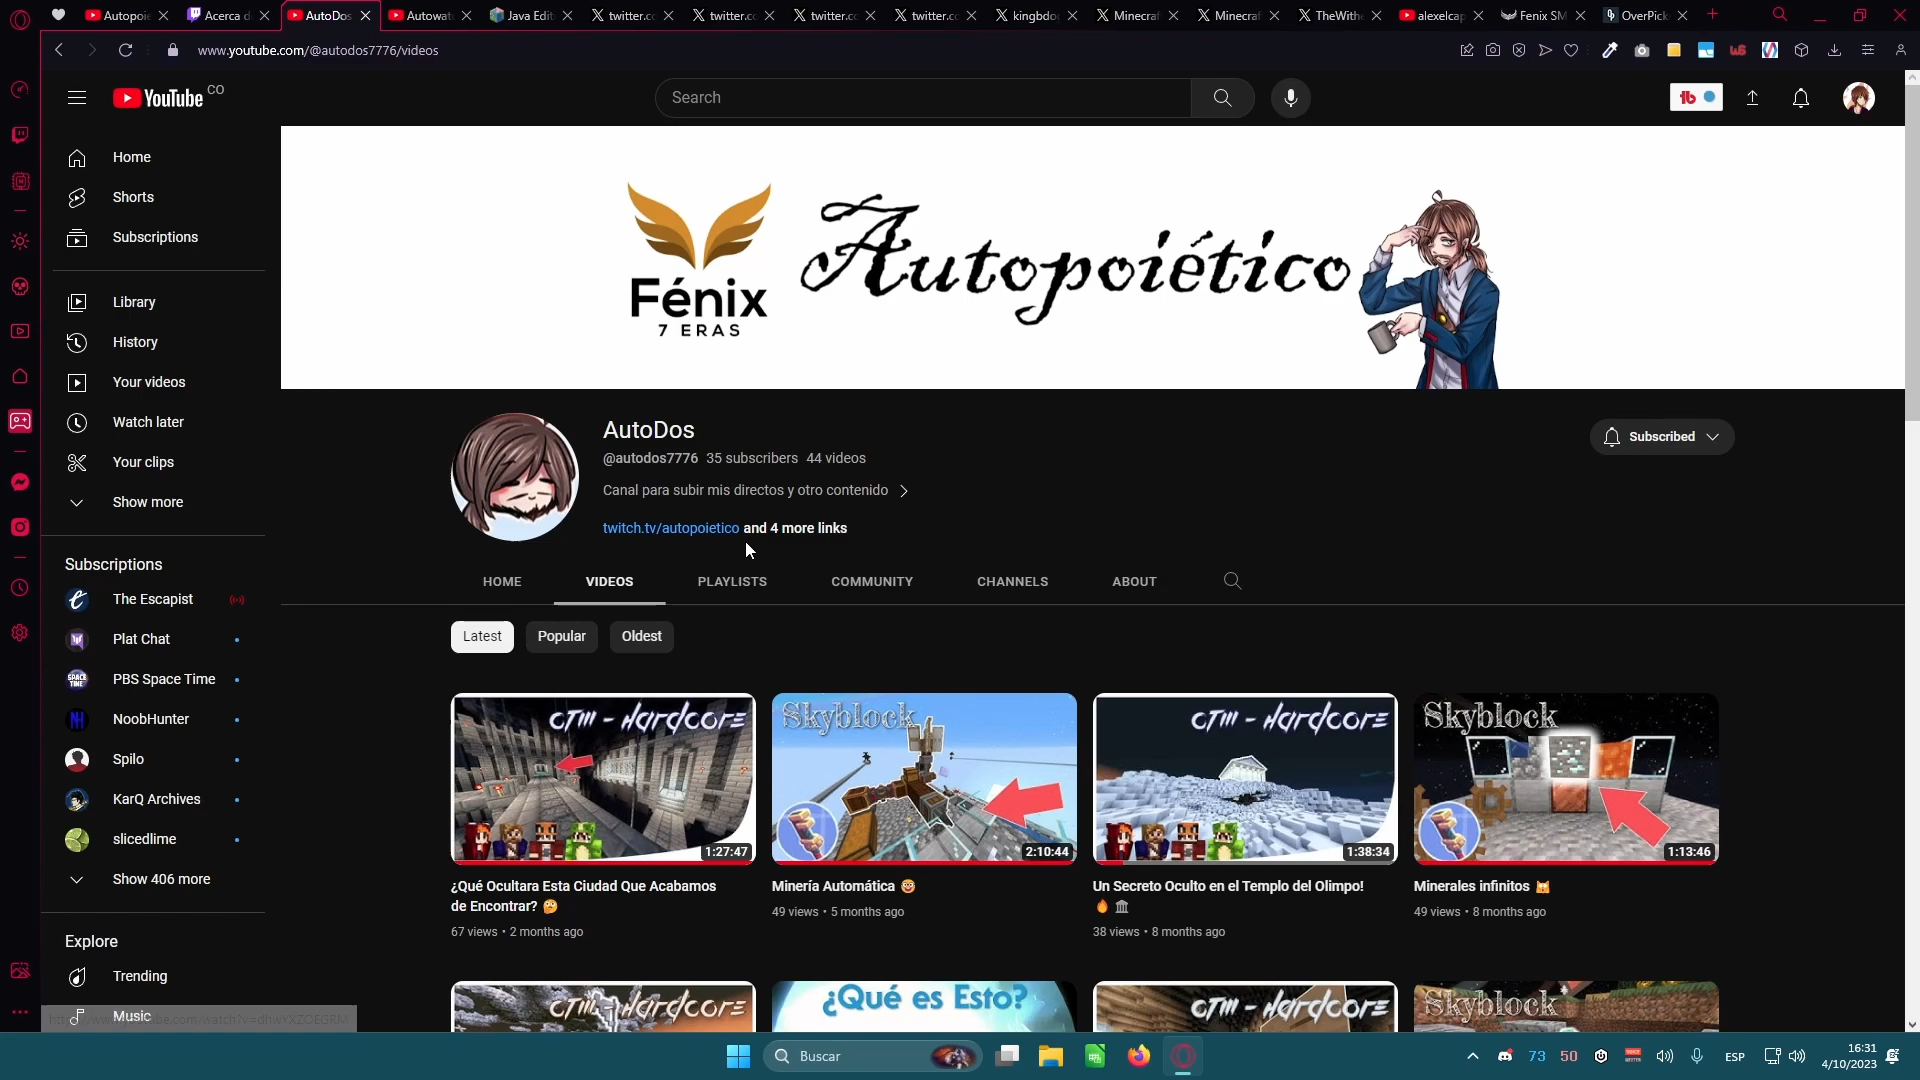 Autopoie
Acerca d
AutoDos
Autowat
Java Edit
twitter.co
twitter.co
twitter.co
twitter.co
kingbdo
Minecraf
Minecraf
TheWithe
alexelcap
Fenix SM
OverPick
www.youtube.com/@autodos7776/videos
YouTube CO
Search
Home
Shorts
Subscriptions
Library
History
Your videos
Watch later
Your clips
Show more
Subscriptions
The Escapist
Plat Chat
PBS Space Time
NoobHunter
Spilo
KarQ Archives
slicedlime
Show 406 more
Explore
Trending
Music
Fénix
7 ERAS
Autopoiético
AutoDos
@autodos7776 35 subscribers 44 videos
Canal para subir mis directos y otro contenido
twitch.tv/autopoietico and 4 more links
Subscribed
HOME
VIDEOS
PLAYLISTS
COMMUNITY
CHANNELS
ABOUT
Latest
Popular
Oldest
CTM - Hardcore
1:27:47
¿Qué Ocultara Esta Ciudad Que Acabamos
de Encontrar? 🤔
67 views • 2 months ago
Skyblock
2:10:44
Minería Automática 🤓
49 views • 5 months ago
CTM - Hardcore
1:38:34
Un Secreto Oculto en el Templo del Olimpo!
🔥 🏛️
38 views • 8 months ago
Skyblock
1:13:46
Minerales infinitos 🙀
49 views • 8 months ago
CTM - Hardcore
¿Qué es Esto?
CTM - Hardcore
Skyblock
Buscar
73
50
ESP
16:31
4/10/2023